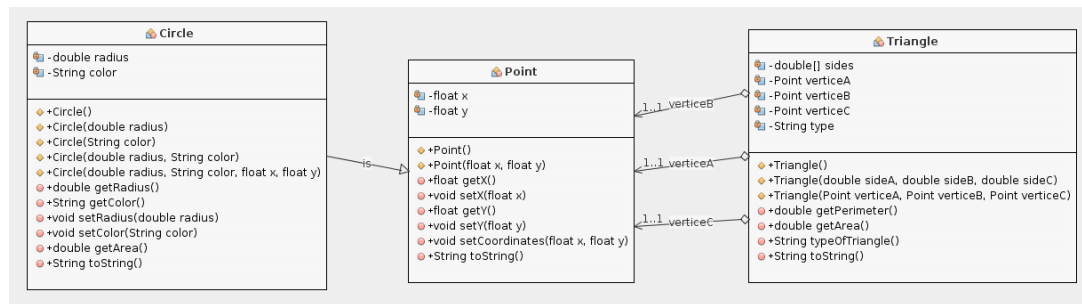 Circle
-double radius
-String color
+Circle()
+Circle(double radius)
+Circle(String color)
+Circle(double radius, String color)
+Circle(double radius, String color, float x, float y)
+double getRadius()
+String getColor()
+void setRadius(double radius)
+void setColor(String color)
+double getArea()
+String toString()
is
Point
-float x
-float y
+Point()
+Point(float x, float y)
+float getX()
+void setX(float x)
+float getY()
+void setY(float y)
+void setCoordinates(float x, float y)
+String toString()
1..1 verticeB
1..1 verticeA
1..1 verticeC
Triangle
-double[] sides
-Point verticeA
-Point verticeB
-Point verticeC
-String type
+Triangle()
+Triangle(double sideA, double sideB, double sideC)
+Triangle(Point verticeA, Point verticeB, Point verticeC)
+double getPerimeter()
+double getArea()
+String typeOfTriangle()
+String toString()